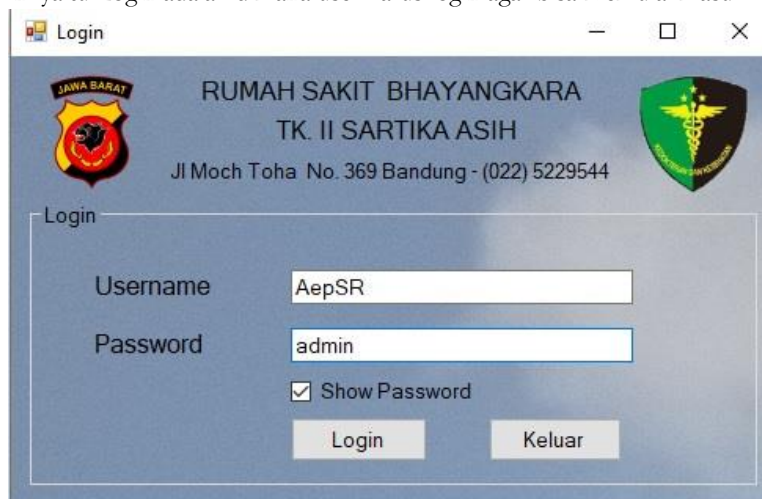 Login
JAWA BARAT
RUMAH SAKIT BHAYANGKARA
TK. II SARTIKA ASIH
Jl Moch Toha No. 369 Bandung - (022) 5229544
Login
Username
AepSR
Password
admin
Show Password
Login
Keluar